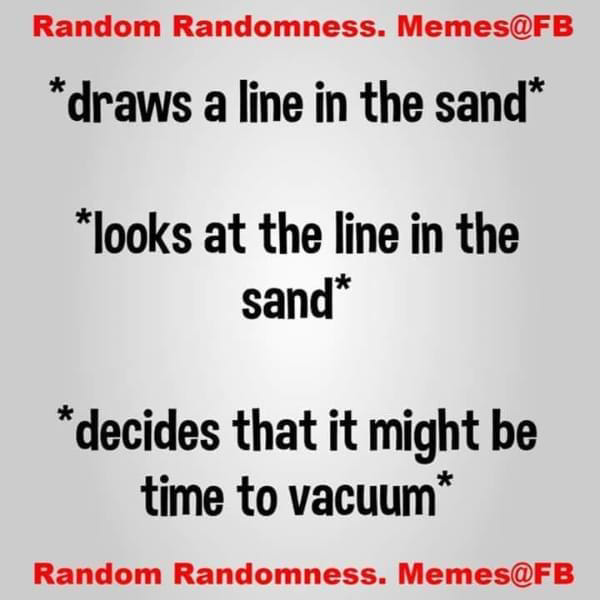 Random Randomness. Memes@FB
*draws a line in the sand*
*looks at the line in the
sand*
*decides that it might be
time to vacuum*
Random Randomness. Memes@FB